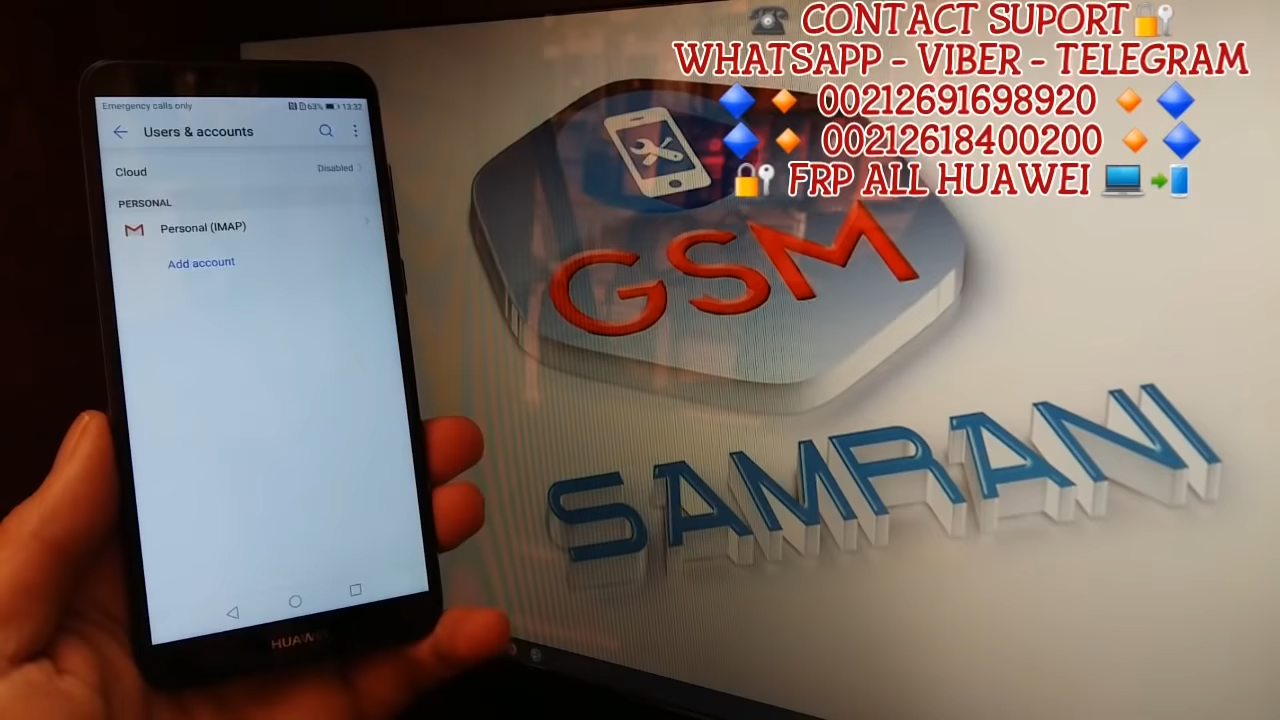 CONTACT SUPORT
WHATSAPP - VIBER - TELEGRAM
00212691698920
00212618400200
FRP ALL HUAWEI
Emergency calls only
63% 13:32
Users & accounts
Cloud
Disabled
PERSONAL
Personal (IMAP)
Add account
HUAWEI
GSM
SAMRANI